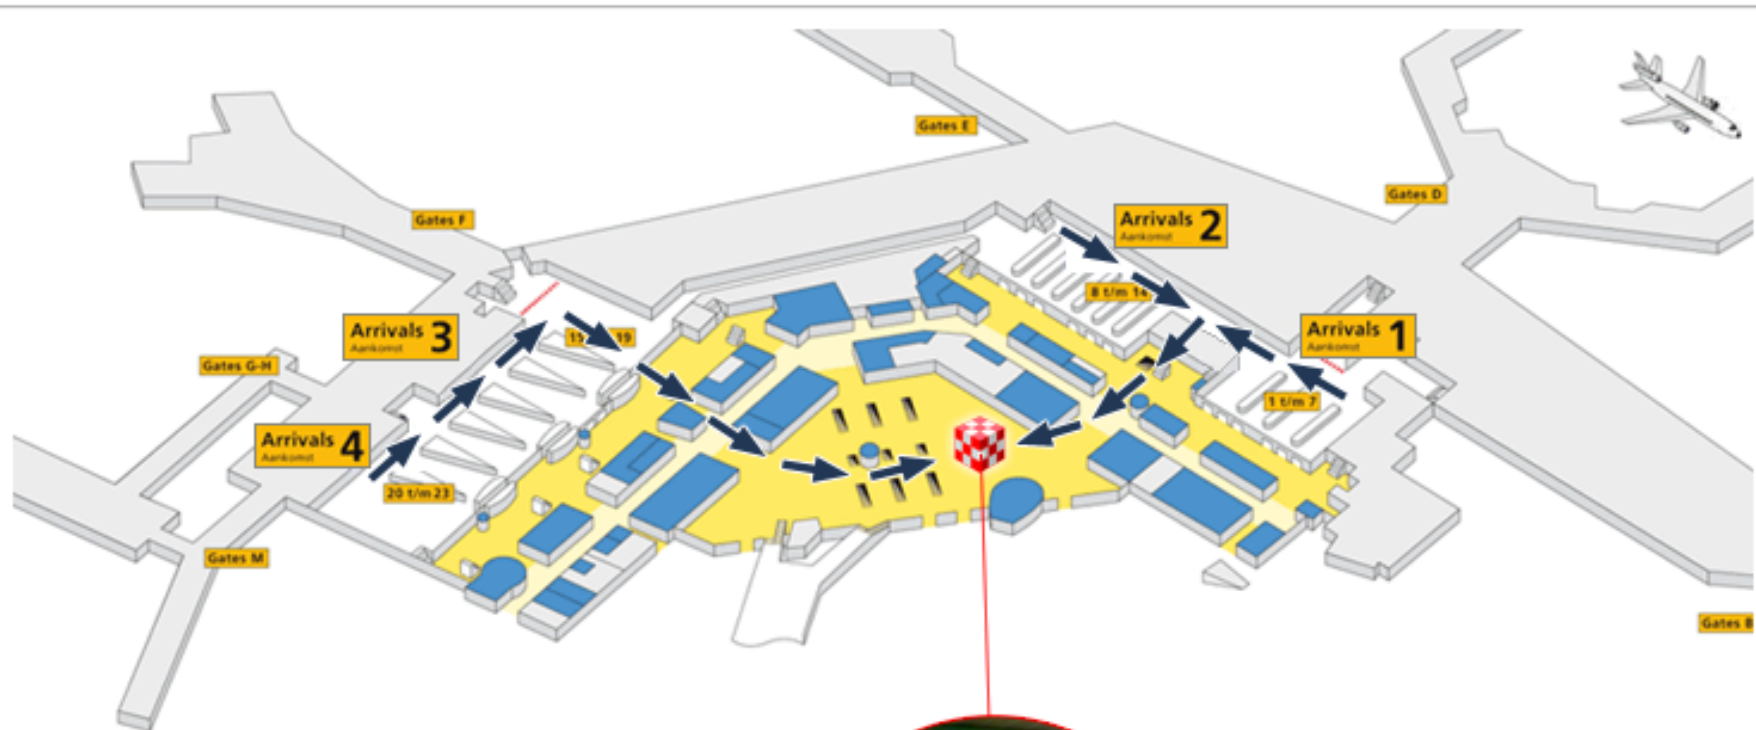 Gates E
Gates D
Gates F
Arrivals 2
Aankomst
8 t/m 14
Arrivals 3
Aankomst
19
Arrivals 1
Aankomst
Gates G-H
1 t/m 7
Arrivals 4
Aankomst
20 t/m 23
Gates M
Gates B